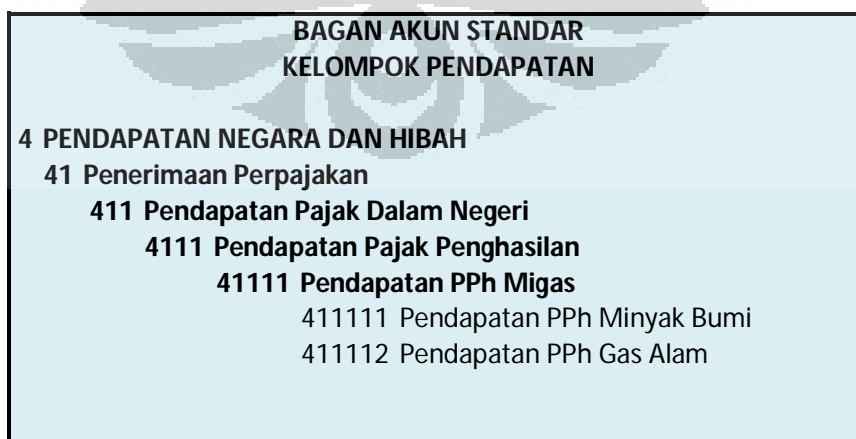 BAGAN AKUN STANDAR
KELOMPOK PENDAPATAN
4 PENDAPATAN NEGARA DAN HIBAH
41 Penerimaan Perpajakan
411 Pendapatan Pajak Dalam Negeri
4111 Pendapatan Pajak Penghasilan
41111 Pendapatan PPh Migas
411111 Pendapatan PPh Minyak Bumi
411112 Pendapatan PPh Gas Alam